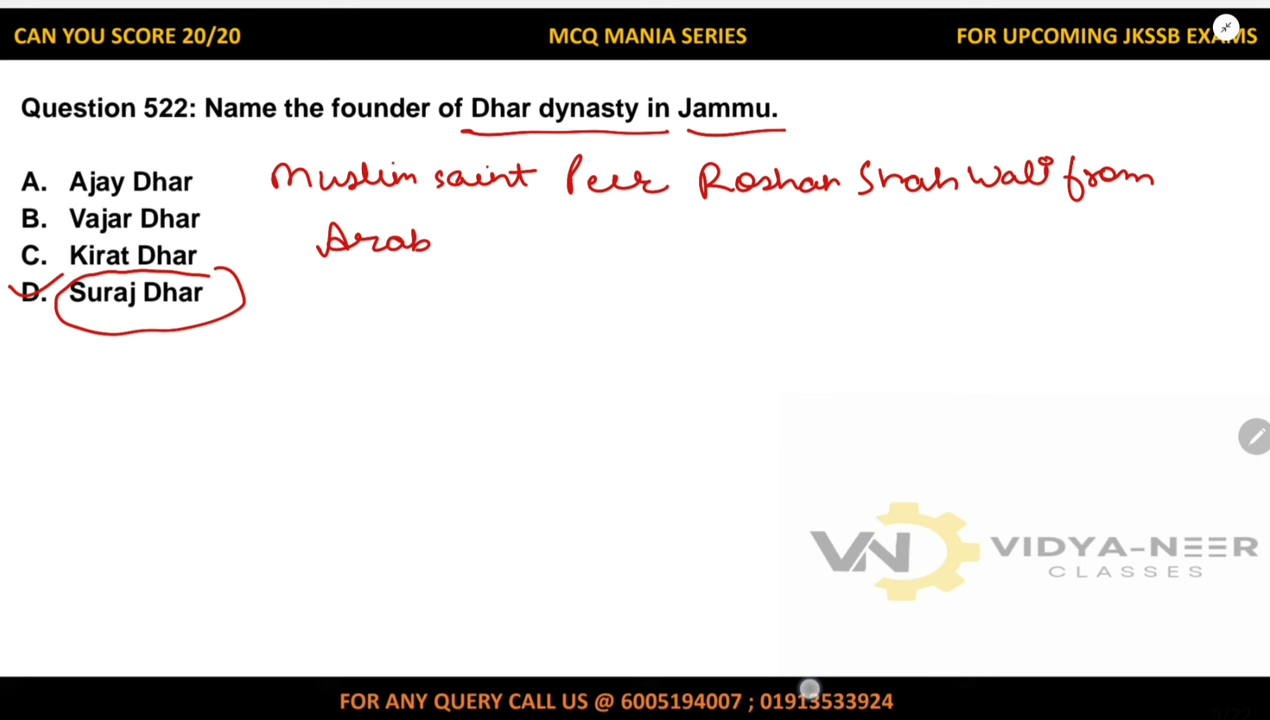 CAN YOU SCORE 20/20 MCQ MANIA SERIES FOR UPCOMING JKSSB EXAMS
Question 522: Name the founder of Dhar dynasty in Jammu.
A. Ajay Dhar
B. Vajar Dhar
C. Kirat Dhar
D. Suraj Dhar
Muslim saint Peer Roshan Shah Wali from
Arab
VN VIDYA-NEER
CLASSES
FOR ANY QUERY CALL US @ 6005194007 ; 01913533924